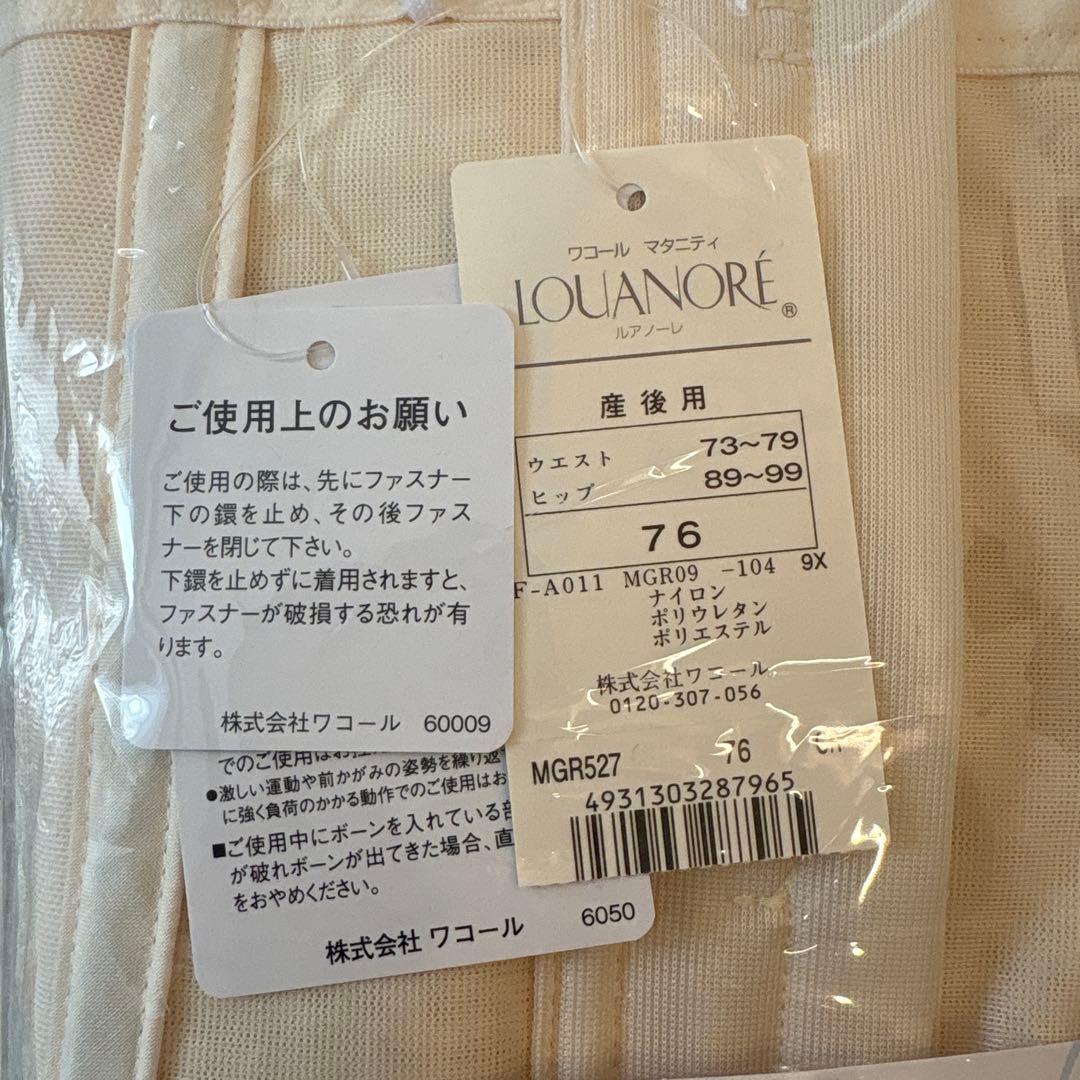 ワコール マタニティ
LOUANORÉ®
ルアノーレ
産後用
ウエスト 73~79
ヒップ 89~99
76
F-A011 MGR09 -104 9X
ナイロン
ポリウレタン
ポリエステル
株式会社ワコール
0120-307-056
MGR527 76
4931303287965
ご使用上のお願い
ご使用の際は、先にファスナー
下の鐶を止め、その後ファス
ナーを閉じて下さい。
下鐶を止めずに着用されますと、
ファスナーが破損する恐れが有
ります。
株式会社ワコール 60009
でのご使用は
●激しい運動や前かがみの姿勢を繰り返
に強く負荷のかかる動作でのご使用はお
■ご使用中にボーンを入れている
が破れボーンが出てきた場合、直
をおやめください。
株式会社 ワコール 6050